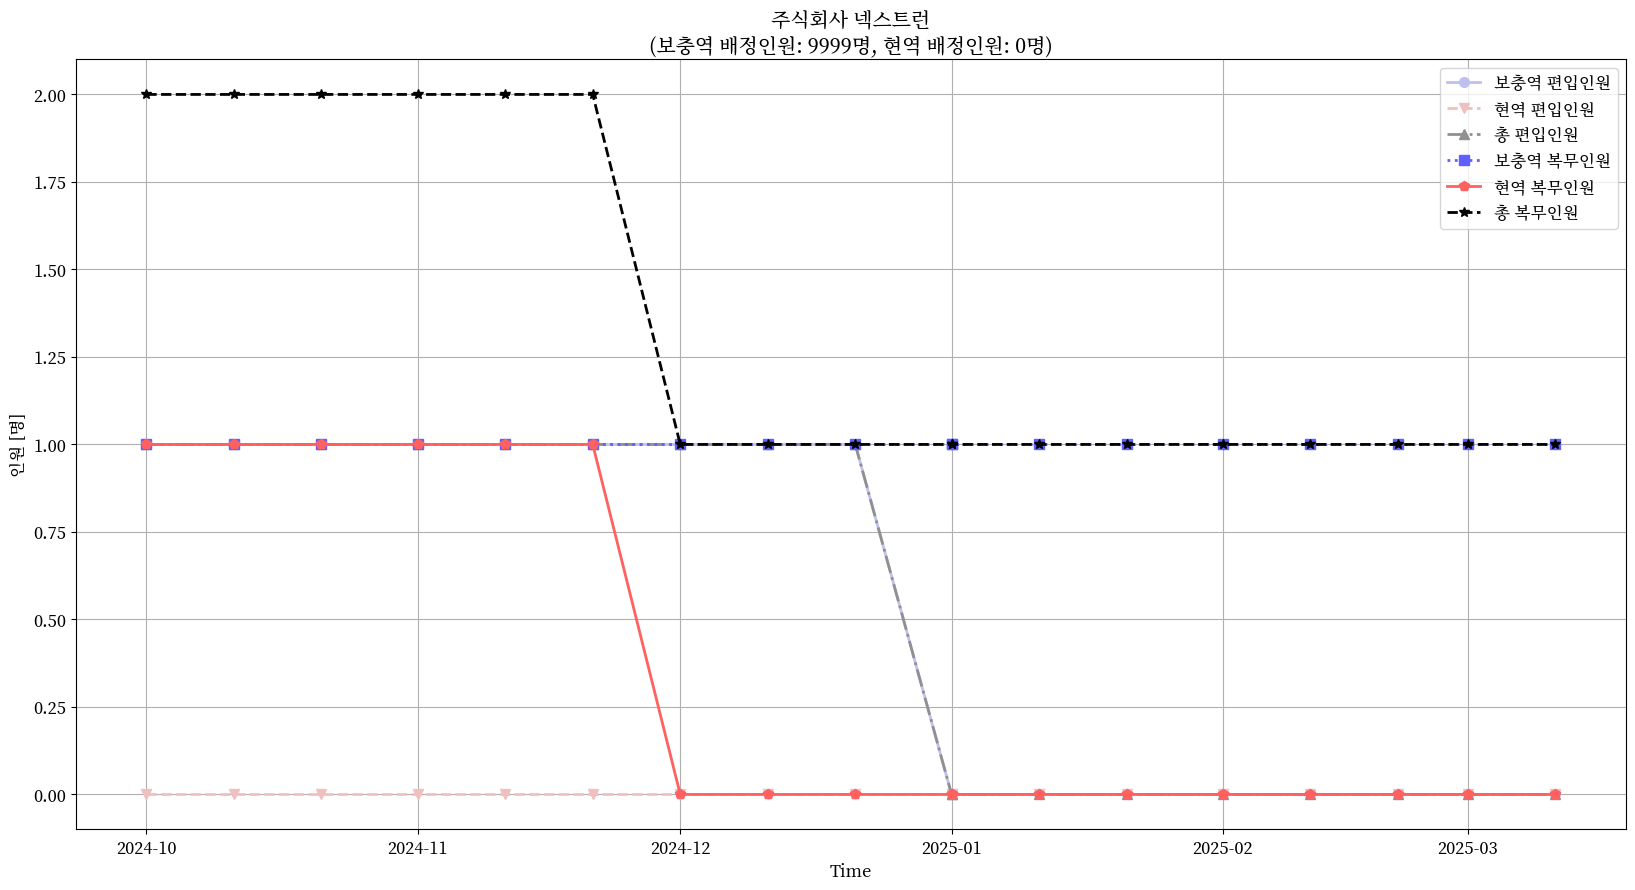 주식회사 넥스트런
(보충역 배정인원: 9999명, 현역 배정인원: 0명)
보충역 편입인원
현역 편입인원
총 편입인원
보충역 복무인원
현역 복무인원
총 복무인원
인원 [명]
2.00
1.75
1.50
1.25
1.00
0.75
0.50
0.25
0.00
2024-10
2024-11
2024-12
2025-01
2025-02
2025-03
Time